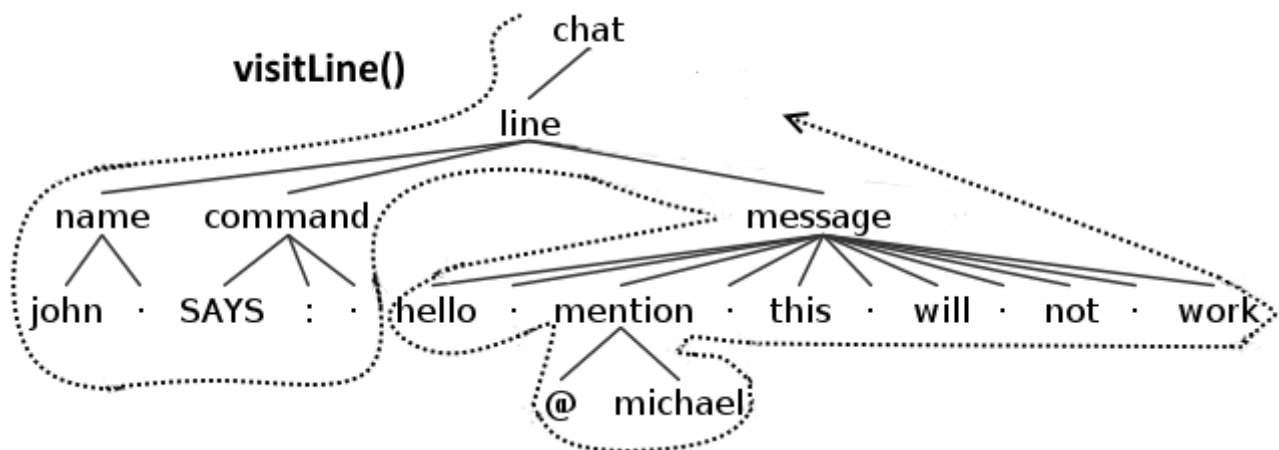 chat
visitLine()
line
name command message
john · SAYS : · hello · mention · this · will · not · work
@ michael